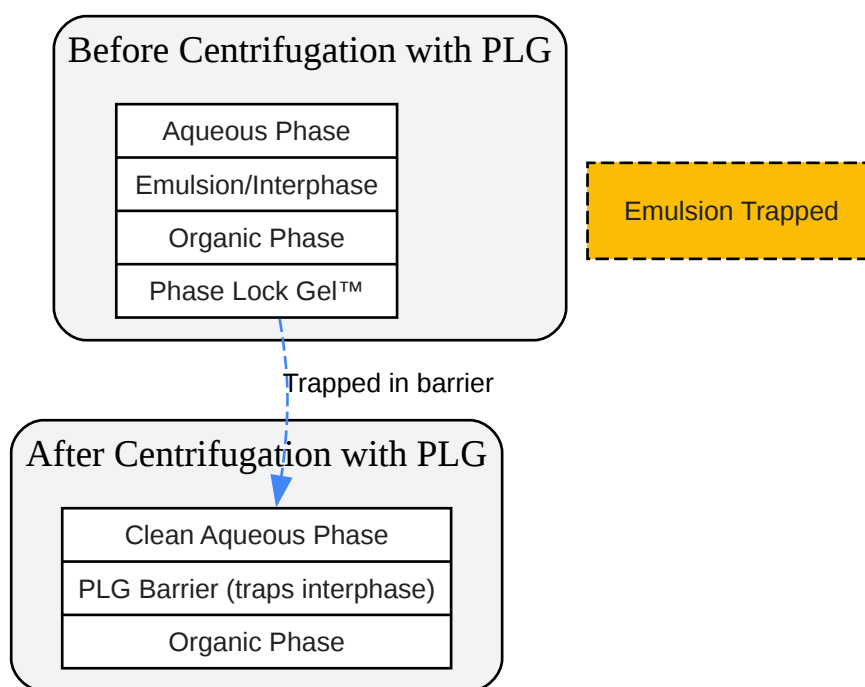 Before Centrifugation with PLG
Aqueous Phase
Emulsion/Interphase
Organic Phase
Phase Lock Gel™
Emulsion Trapped
Trapped in barrier
After Centrifugation with PLG
Clean Aqueous Phase
PLG Barrier (traps interphase)
Organic Phase